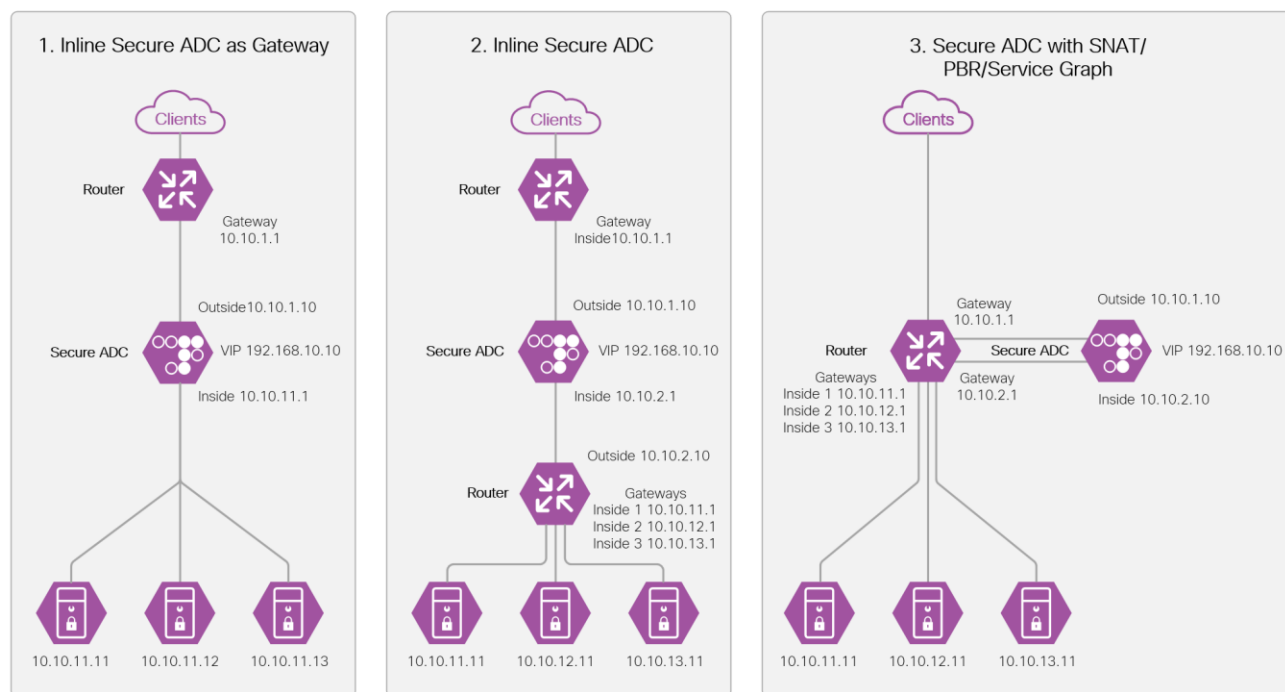 1. Inline Secure ADC as Gateway
Clients
Router
Gateway
10.10.1.1
Outside10.10.1.10
Secure ADC
VIP 192.168.10.10
Inside 10.10.11.1
10.10.11.11
10.10.11.12
10.10.11.13
2. Inline Secure ADC
Clients
Router
Gateway
Inside10.10.1.1
Outside 10.10.1.10
Secure ADC
VIP 192.168.10.10
Inside 10.10.2.1
Outside 10.10.2.10
Router
Gateways
Inside 1 10.10.11.1
Inside 2 10.10.12.1
Inside 3 10.10.13.1
10.10.11.11
10.10.12.11
10.10.13.11
3. Secure ADC with SNAT/
PBR/Service Graph
Clients
Gateway
10.10.1.1
Outside 10.10.1.10
Router
Secure ADC
VIP 192.168.10.10
Gateways
Inside 1 10.10.11.1
Inside 2 10.10.12.1
Inside 3 10.10.13.1
Gateway
10.10.2.1
Inside 10.10.2.10
10.10.11.11
10.10.12.11
10.10.13.11